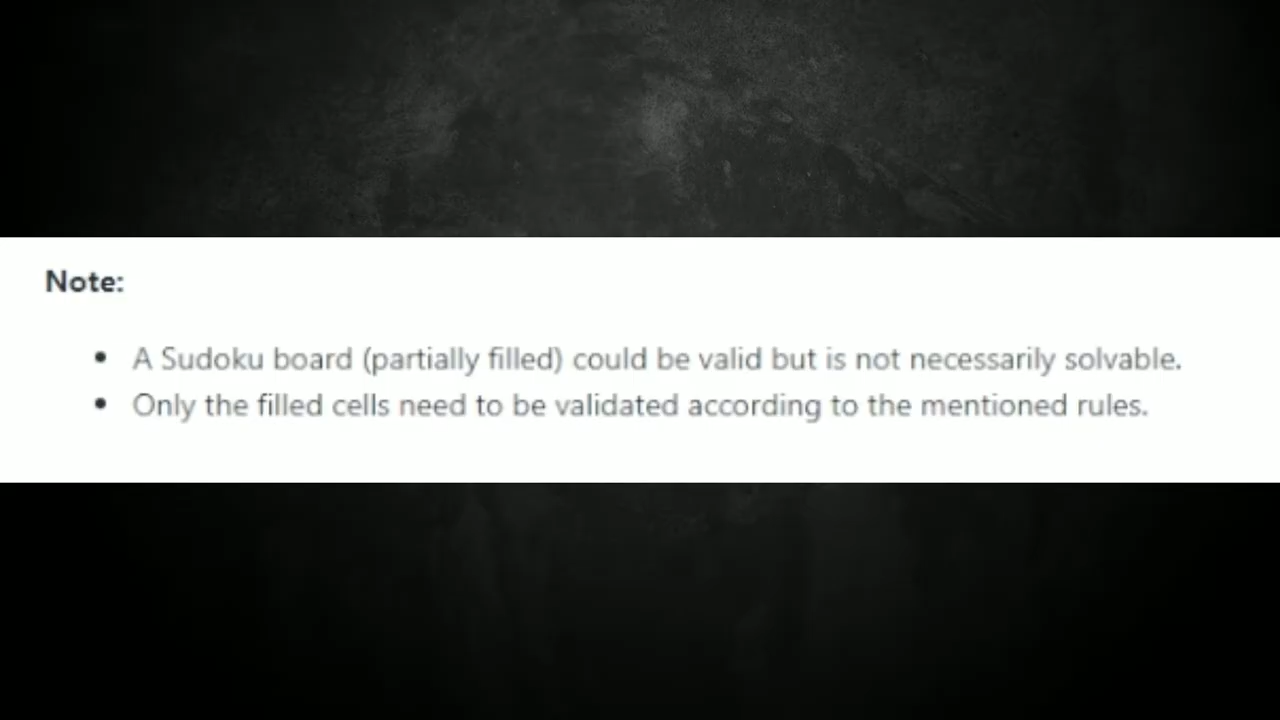 Note:
A Sudoku board (partially filled) could be valid but is not necessarily solvable.
Only the filled cells need to be validated according to the mentioned rules.